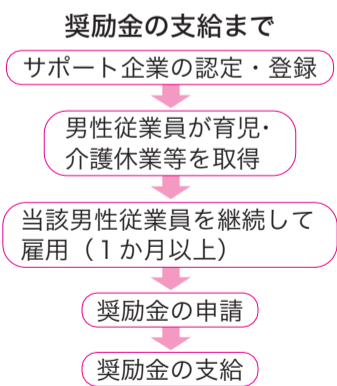 奨励金の支給まで
サポート企業の認定・登録
男性従業員が育児・
介護休業等を取得
当該男性従業員を継続して
雇用（１か月以上）
奨励金の申請
奨励金の支給